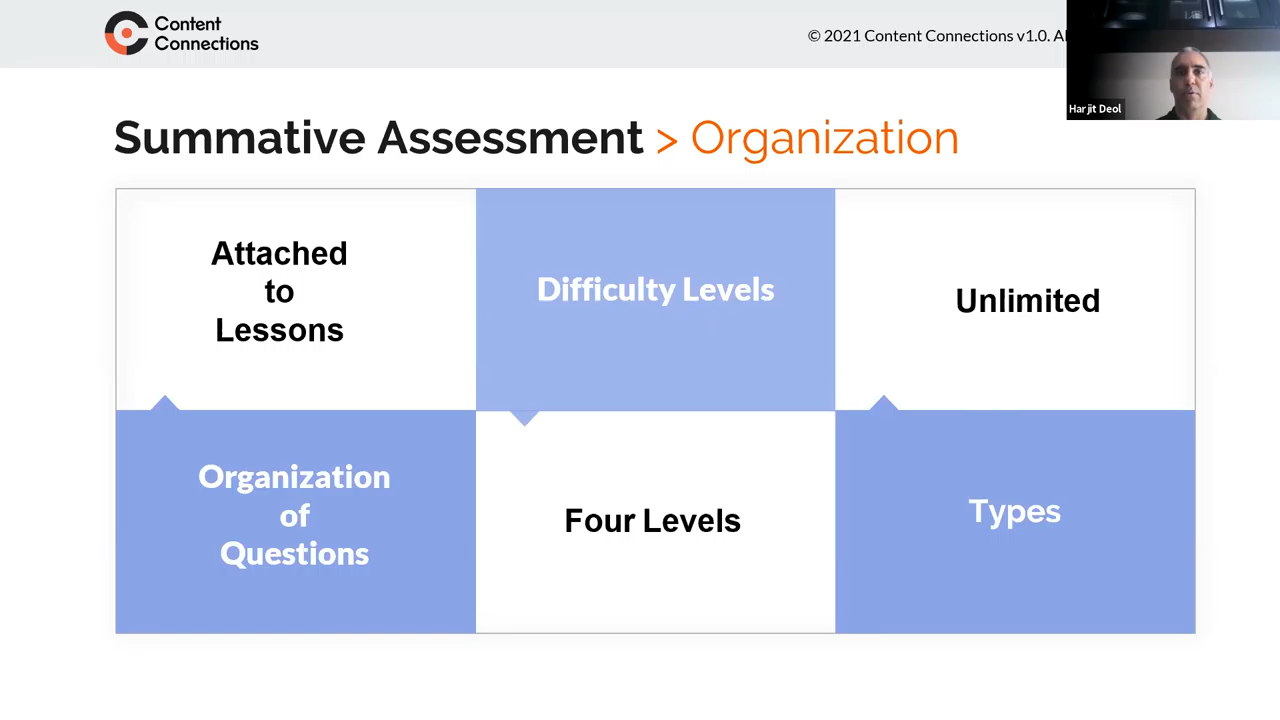 Content
Connections
© 2021 Content Connections v1.0.
Harjit Deol
Summative Assessment > Organization
Attached
to
Lessons
Difficulty Levels
Unlimited
Organization
of
Questions
Four Levels
Types